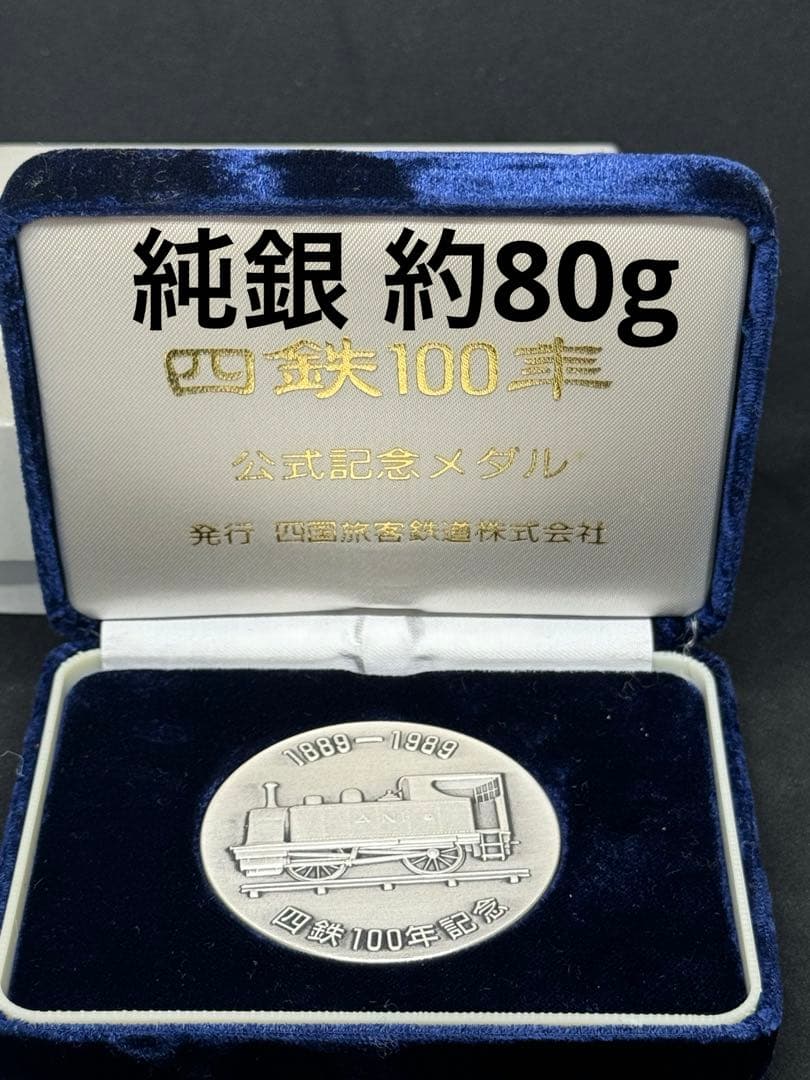 純銀 約80g
四鉄100年
公式記念メダル
発行 四国旅客鉄道株式会社
1889-1989
四鉄100年記念